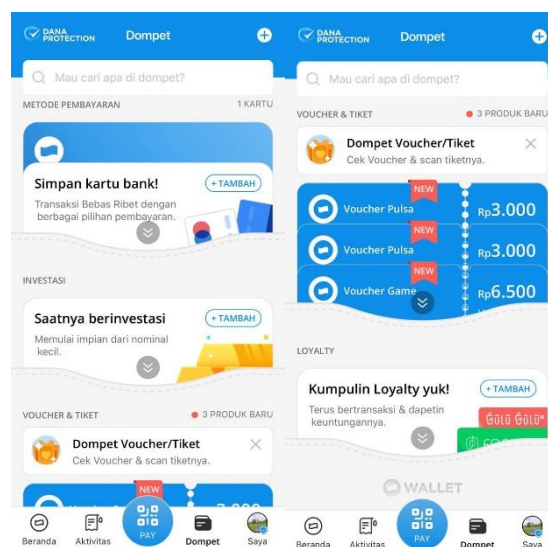 DANA
PROTECTION
Dompet
Mau cari apa di dompet?
METODE PEMBAYARAN
1 KARTU
Simpan kartu bank!
+ TAMBAH
Transaksi Bebas Ribet dengan
berbagai pilihan pembayaran.
INVESTASI
Saatnya berinvestasi
+ TAMBAH
Memulai impian dari nominal
kecil.
VOUCHER & TIKET
3 PRODUK BARU
Dompet Voucher/Tiket
Cek Voucher & scan tiketnya.
NEW
Beranda
Aktivitas
PAY
Dompet
Saya
DANA
PROTECTION
Dompet
Mau cari apa di dompet?
VOUCHER & TIKET
3 PRODUK BARU
Dompet Voucher/Tiket
Cek Voucher & scan tiketnya.
NEW
Voucher Pulsa
Rp3.000
NEW
Voucher Pulsa
Rp3.000
NEW
Voucher Game
Rp6.500
LOYALTY
Kumpulin Loyalty yuk!
+ TAMBAH
Terus bertransaksi & dapetin
keuntungannya.
Gulu Gulu
WALLET
Beranda
Aktivitas
PAY
Dompet
Saya